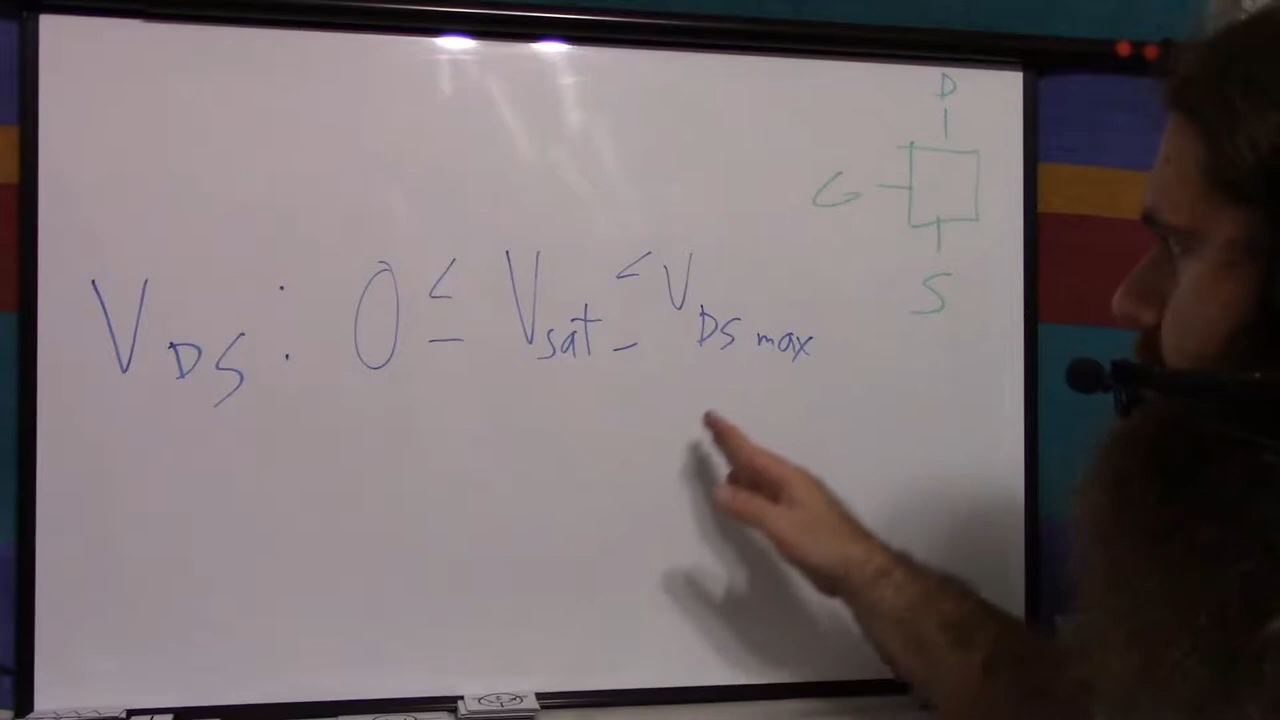 D
G
S
V_DS : 0 ≤ V_sat ≤ V_DS max